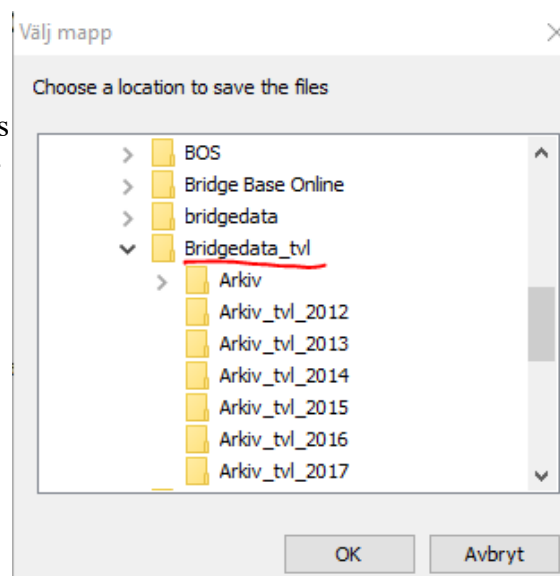 Välj mapp
Choose a location to save the files
s
BOS
Bridge Base Online
bridgedata
Bridgedata_tvl
Arkiv
Arkiv_tvl_2012
Arkiv_tvl_2013
Arkiv_tvl_2014
Arkiv_tvl_2015
Arkiv_tvl_2016
Arkiv_tvl_2017
OK Avbryt